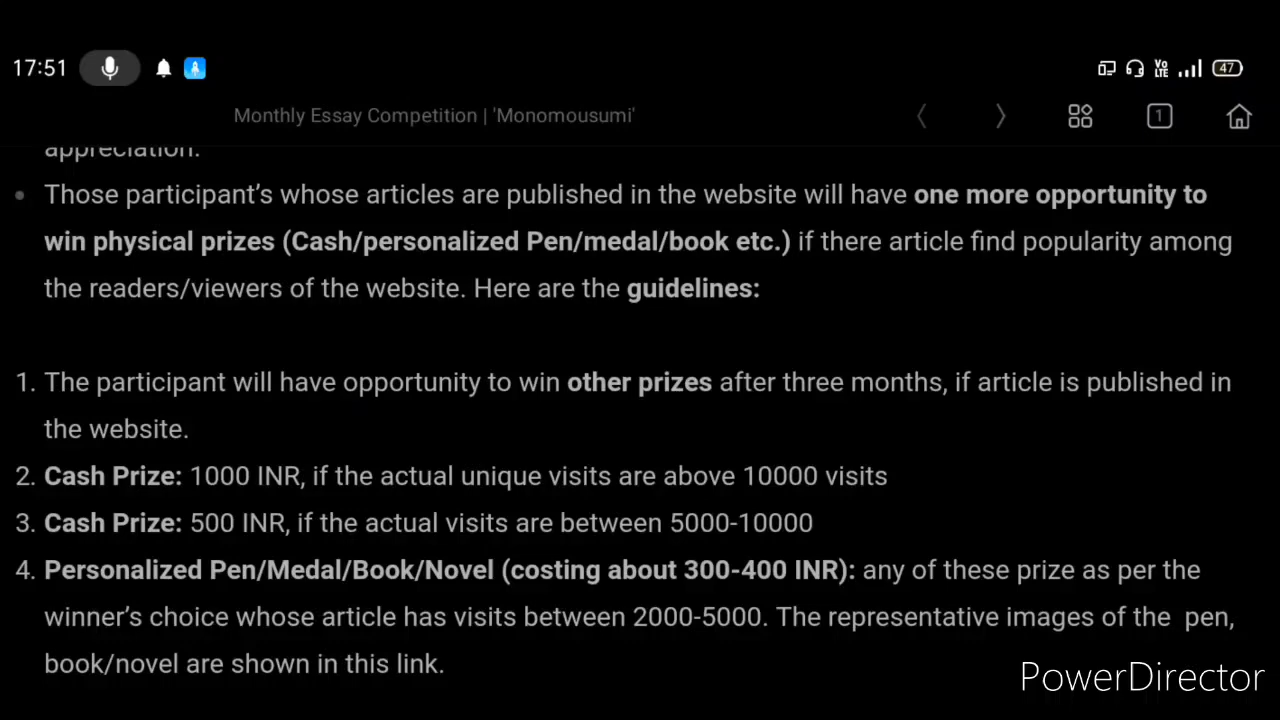 17:51
Vo LTE
47
Monthly Essay Competition | 'Monomousumi'
1
appreciation.
• Those participant's whose articles are published in the website will have one more opportunity to
win physical prizes (Cash/personalized Pen/medal/book etc.) if there article find popularity among
the readers/viewers of the website. Here are the guidelines:
1. The participant will have opportunity to win other prizes after three months, if article is published in
the website.
2. Cash Prize: 1000 INR, if the actual unique visits are above 10000 visits
3. Cash Prize: 500 INR, if the actual visits are between 5000-10000
4. Personalized Pen/Medal/Book/Novel (costing about 300-400 INR): any of these prize as per the
winner's choice whose article has visits between 2000-5000. The representative images of the pen,
book/novel are shown in this link.
PowerDirector